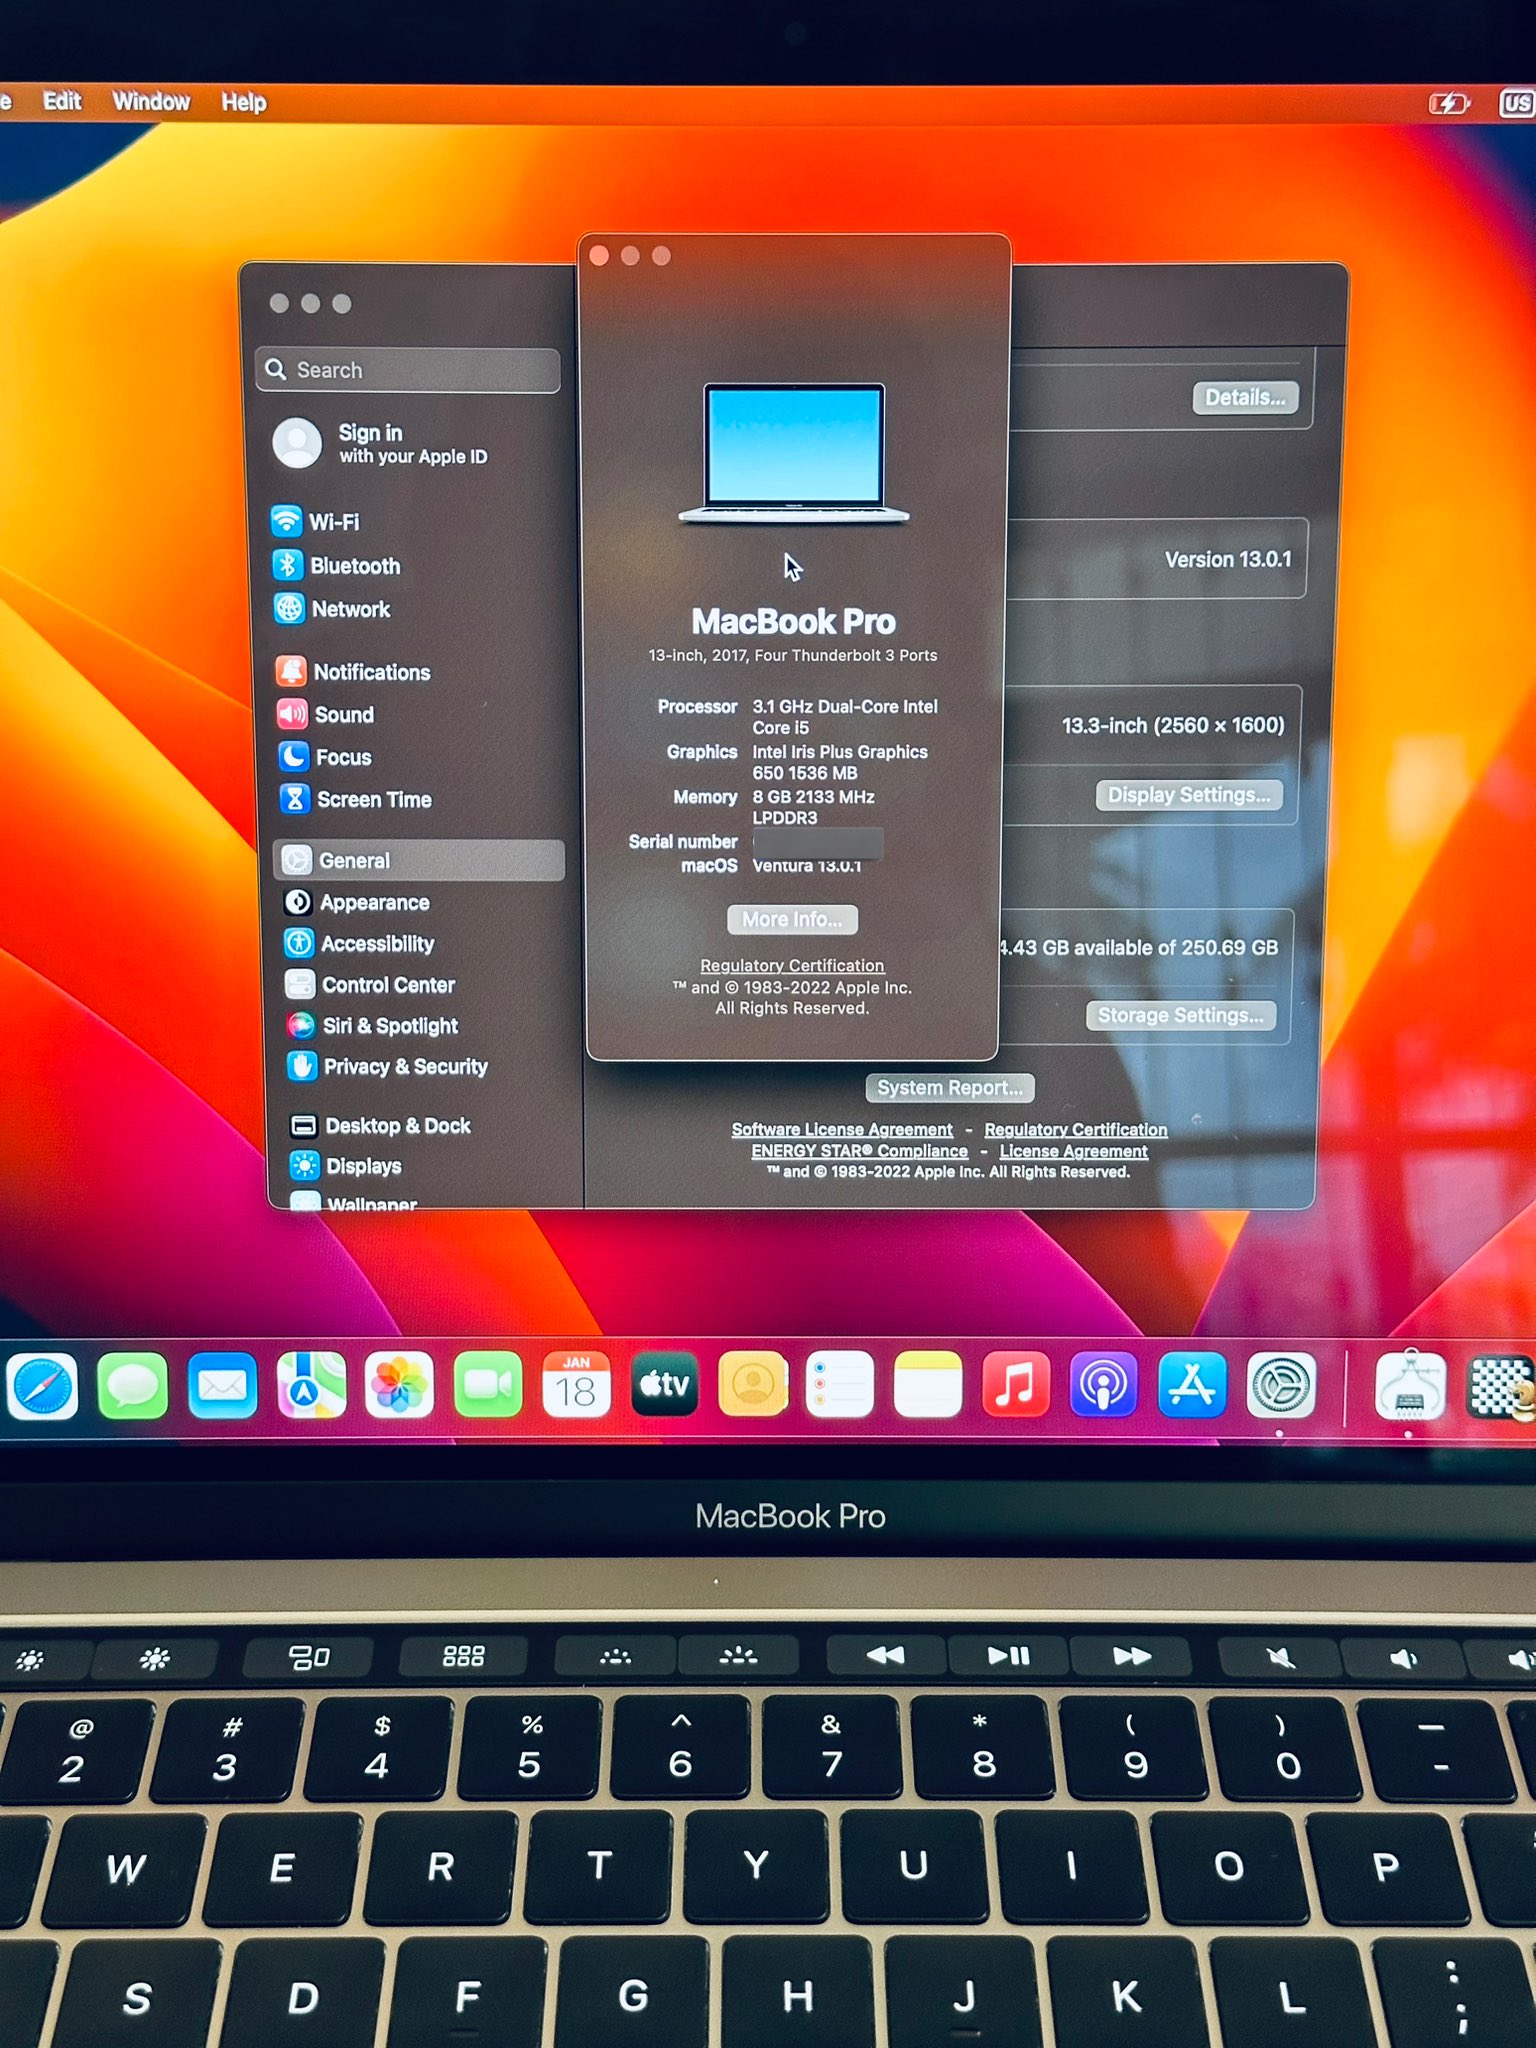 Edit Window Help US
Search
Sign in
with your Apple ID
Wi-Fi
Bluetooth
Network
Notifications
Sound
Focus
Screen Time
General
Appearance
Accessibility
Control Center
Siri & Spotlight
Privacy & Security
Desktop & Dock
Displays
Wallpaper
MacBook Pro
13-inch, 2017, Four Thunderbolt 3 Ports
Processor 3.1 GHz Dual-Core Intel
Core i5
Graphics Intel Iris Plus Graphics
650 1536 MB
Memory 8 GB 2133 MHz
LPDDR3
Serial number
macOS Ventura 13.0.1
More Info...
Regulatory Certification
™ and © 1983-2022 Apple Inc.
All Rights Reserved.
Details...
Version 13.0.1
13.3-inch (2560 × 1600)
Display Settings...
4.43 GB available of 250.69 GB
Storage Settings...
System Report...
Software License Agreement - Regulatory Certification
ENERGY STAR® Compliance - License Agreement
™ and © 1983-2022 Apple Inc. All Rights Reserved.
JAN
18
tv
MacBook Pro
@ # $ % ^ & * ( ) —
2 3 4 5 6 7 8 9 0 -
W E R T Y U I O P
S D F G H J K L :
;